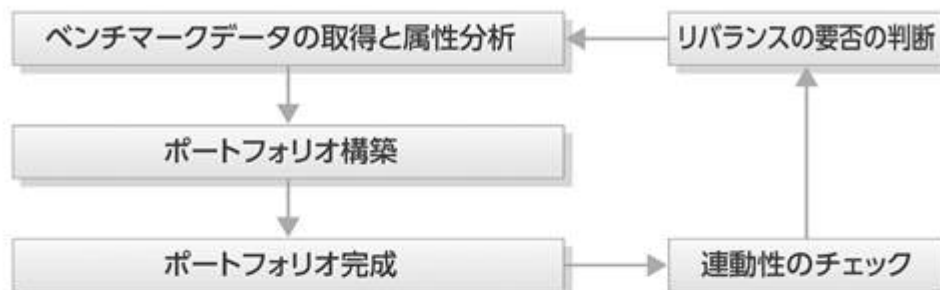 ベンチマークデータの取得と属性分析
リバランスの要否の判断
ポートフォリオ構築
ポートフォリオ完成
連動性のチェック